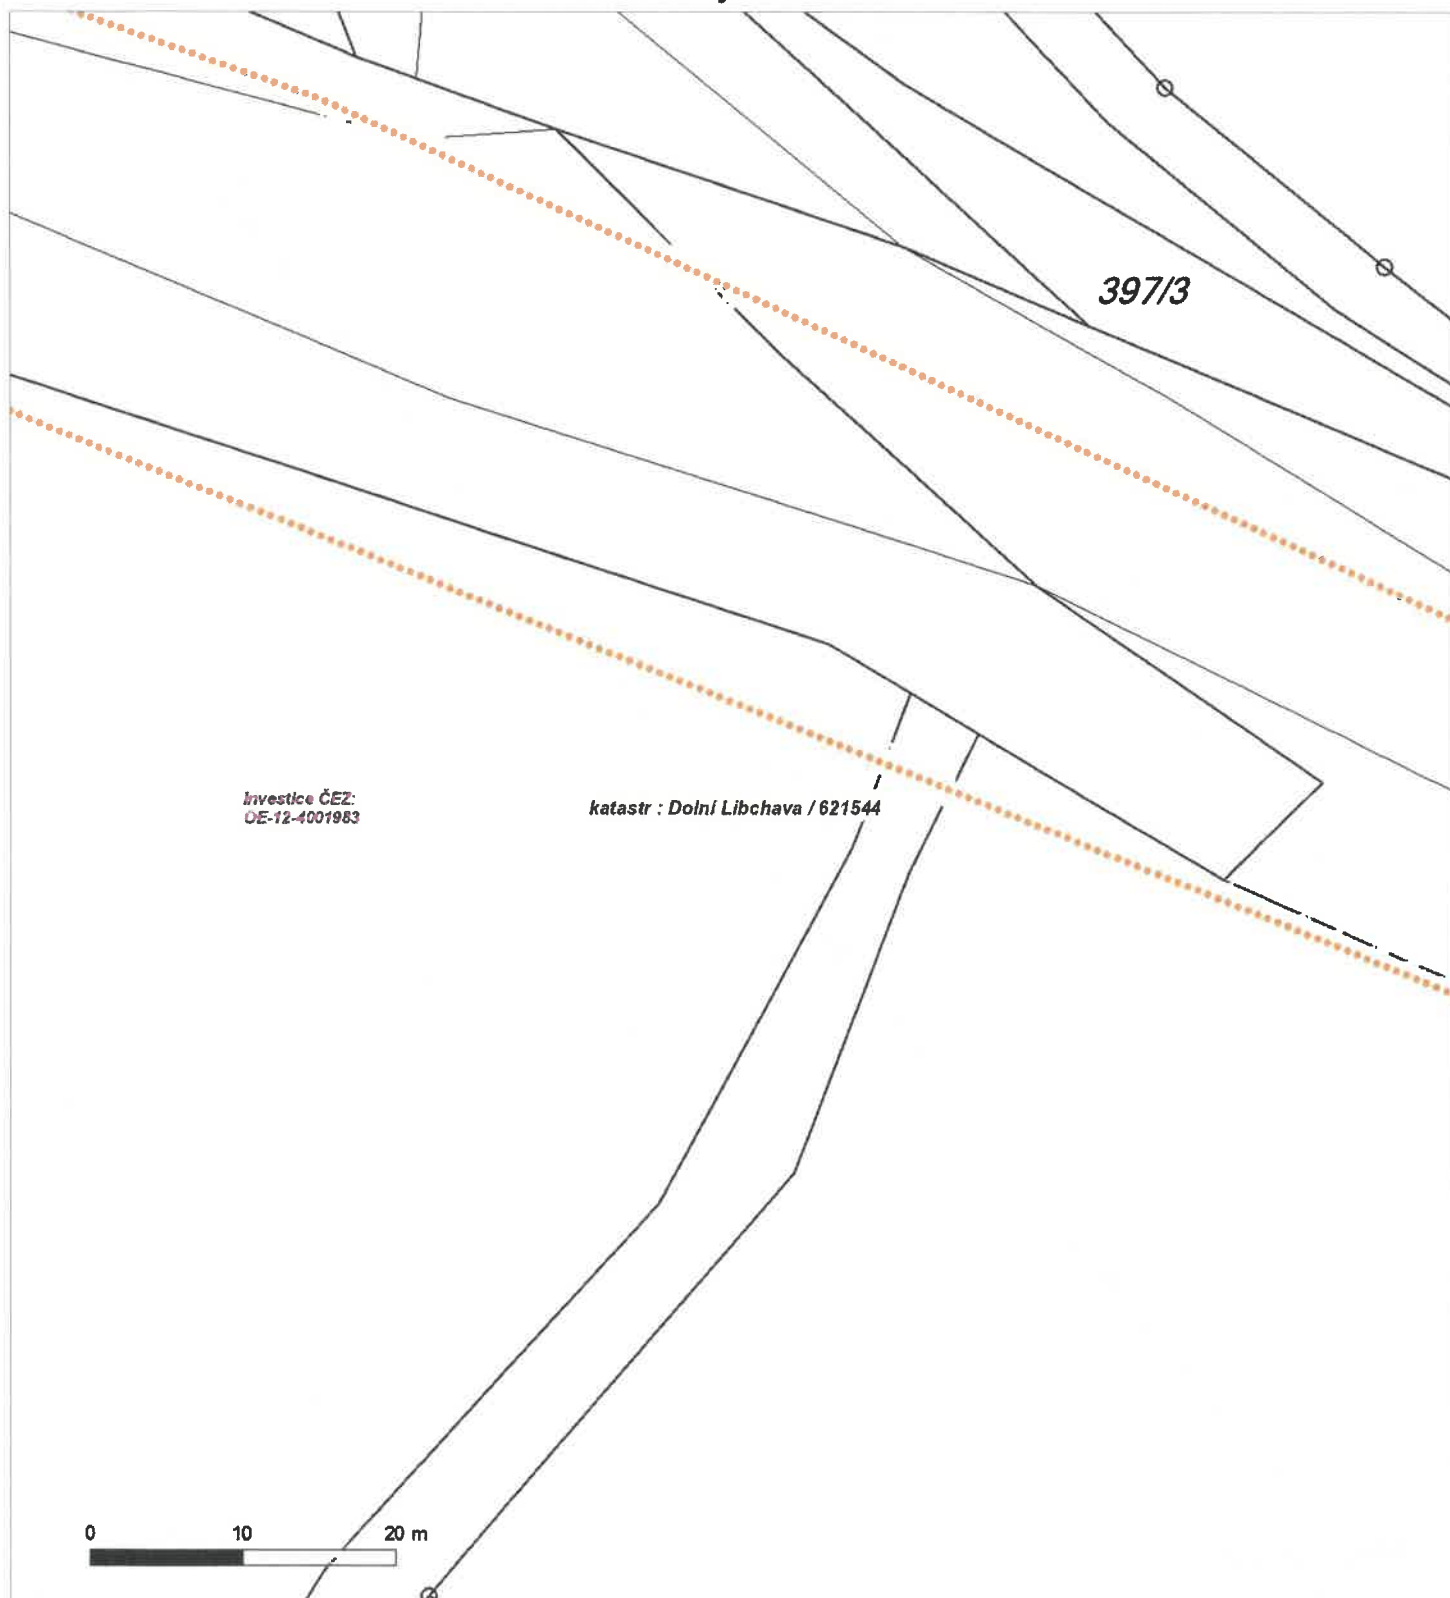 397/3
Investice ČEZ:
OE-12-4001983
katastr : Dolní Libchava / 621544
0 10 20 m